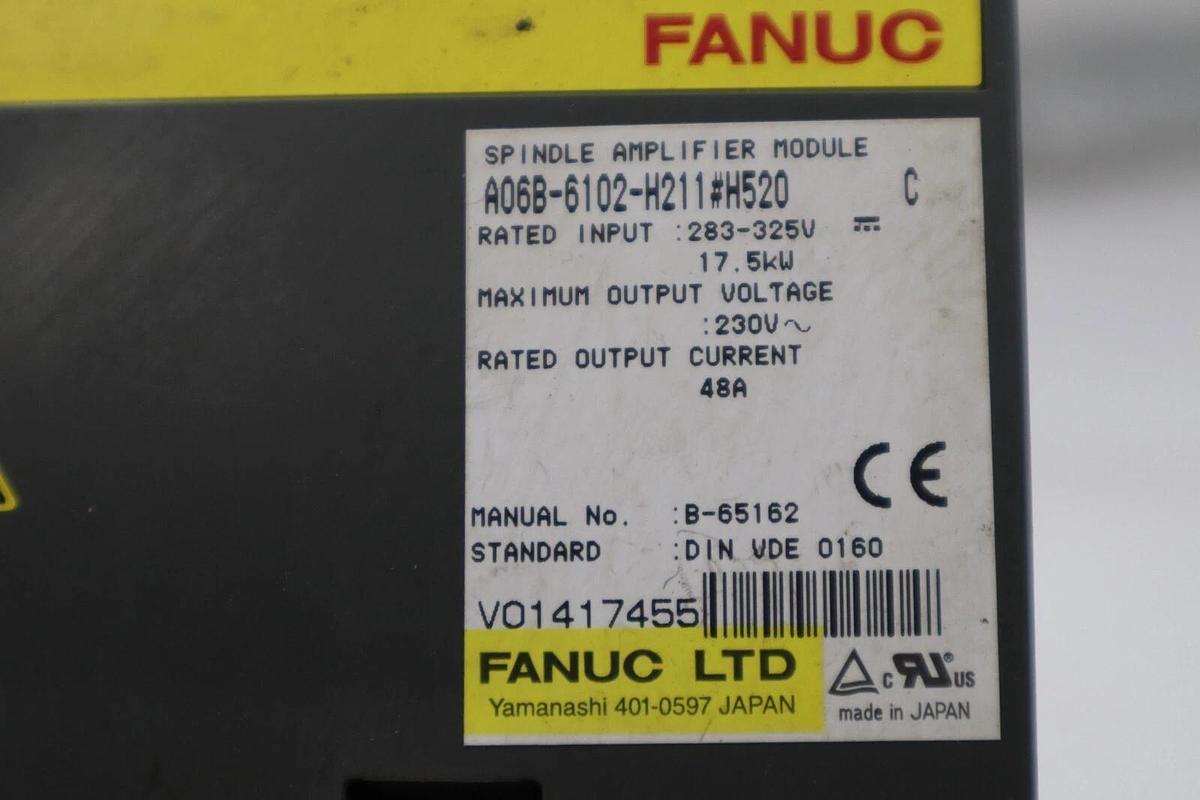 FANUC
SPINDLE AMPLIFIER MODULE
A06B-6102-H211#H520 C
RATED INPUT :283-325V ⎓
17.5kW
MAXIMUM OUTPUT VOLTAGE
:230V～
RATED OUTPUT CURRENT
48A
CE
MANUAL No. :B-65162
STANDARD :DIN VDE 0160
V01417455
FANUC LTD
Yamanashi 401-0597 JAPAN
c RU® US
made in JAPAN